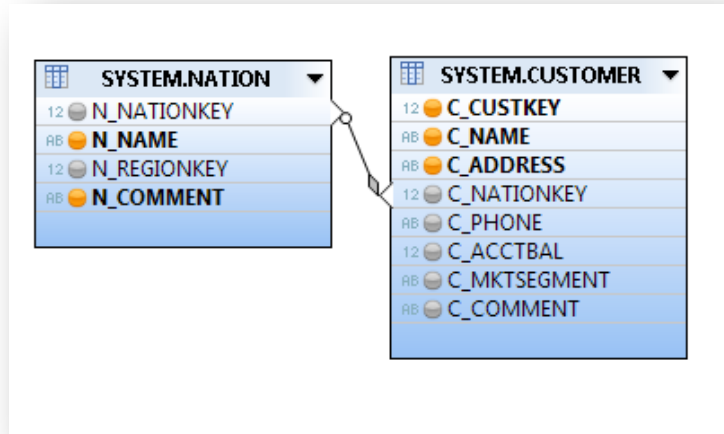 SYSTEM.NATION
12 N_NATIONKEY
AB N_NAME
12 N_REGIONKEY
AB N_COMMENT
SYSTEM.CUSTOMER
12 C_CUSTKEY
AB C_NAME
AB C_ADDRESS
12 C_NATIONKEY
AB C_PHONE
12 C_ACCTBAL
AB C_MKTSEGMENT
AB C_COMMENT